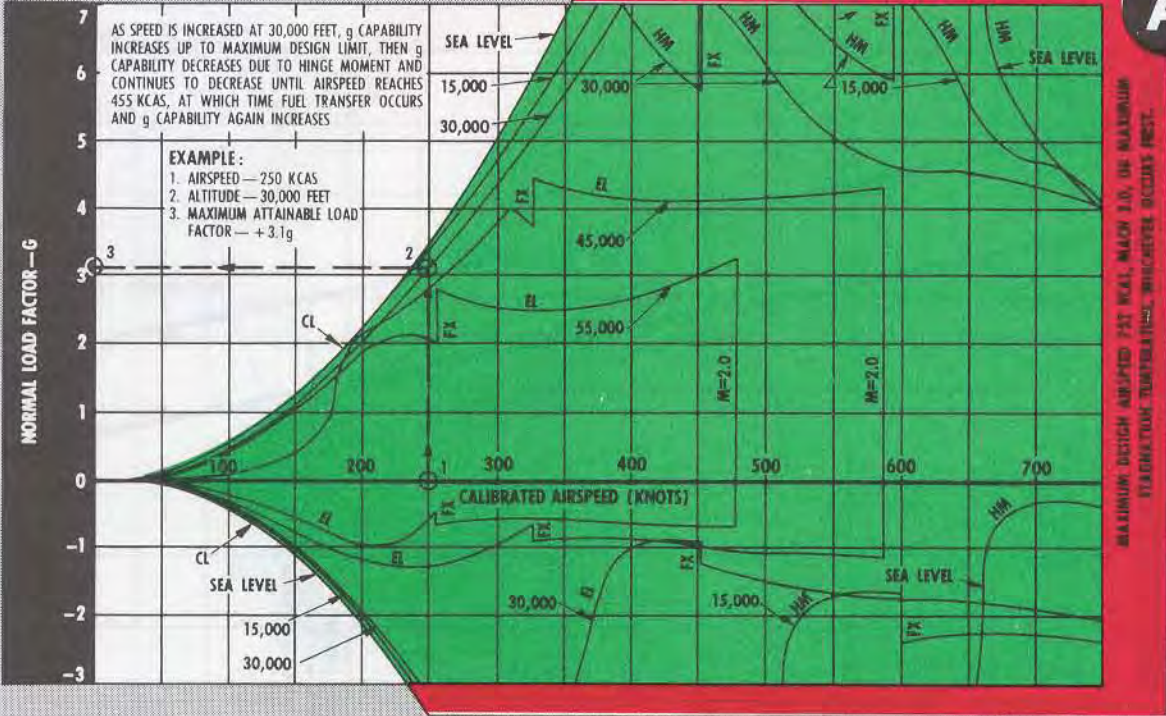 7
6
5
4
3
2
1
0
−1
−2
−3
NORMAL LOAD FACTOR—G
AS SPEED IS INCREASED AT 30,000 FEET, g CAPABILITY
INCREASES UP TO MAXIMUM DESIGN LIMIT, THEN g
CAPABILITY DECREASES DUE TO HINGE MOMENT AND
CONTINUES TO DECREASE UNTIL AIRSPEED REACHES
455 KCAS, AT WHICH TIME FUEL TRANSFER OCCURS
AND g CAPABILITY AGAIN INCREASES
EXAMPLE:
1. AIRSPEED — 250 KCAS
2. ALTITUDE — 30,000 FEET
3. MAXIMUM ATTAINABLE LOAD
FACTOR — +3.1g
SEA LEVEL
15,000
30,000
HM
30,000
FX
HM
HM
FX
15,000
HM
HM
SEA LEVEL
3
2
FX
EL
45,000
CL
FX
EL
55,000
M=2.0
M=2.0
100
200
300
400
500
600
700
1
CALIBRATED AIRSPEED (KNOTS)
EL
FX
EL
FX
CL
SEA LEVEL
15,000
30,000
EL
30,000
FX
15,000
HM
FX
SEA LEVEL
HM
MAXIMUM DESIGN AIRSPEED KCAS, MACH 2.0, OR MAXIMUM
STAGNATION TEMPERATURE, WHICHEVER OCCURS FIRST.